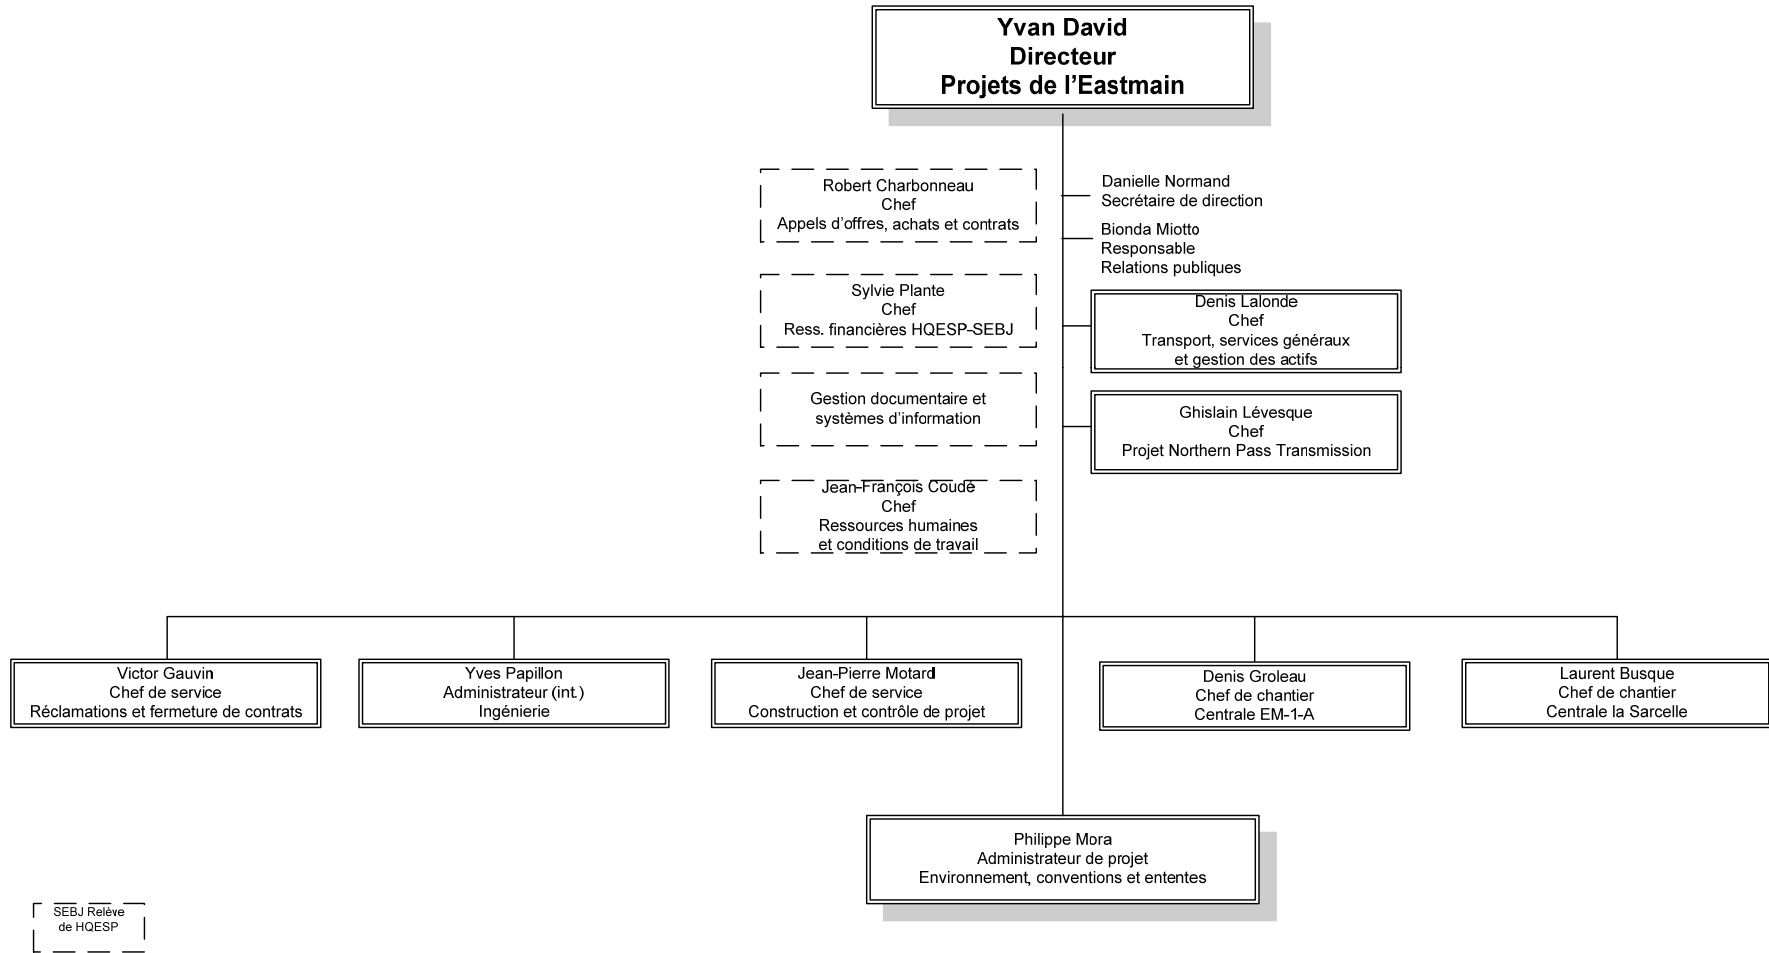 Yvan David
Directeur
Projets de l'Eastmain
Robert Charbonneau
Chef
Appels d'offres, achats et contrats
Danielle Normand
Secrétaire de direction
Bionda Miotto
Responsable
Relations publiques
Sylvie Plante
Chef
Ress. financières HQESP-SEBJ
Denis Lalonde
Chef
Transport, services généraux
et gestion des actifs
Gestion documentaire et
systèmes d'information
Ghislain Lévesque
Chef
Projet Northern Pass Transmission
Jean-François Coudé
Chef
Ressources humaines
et conditions de travail
Victor Gauvin
Chef de service
Réclamations et fermeture de contrats
Yves Papillon
Administrateur (int.)
Ingénierie
Jean-Pierre Motard
Chef de service
Construction et contrôle de projet
Denis Groleau
Chef de chantier
Centrale EM-1-A
Laurent Busque
Chef de chantier
Centrale la Sarcelle
Philippe Mora
Administrateur de projet
Environnement, conventions et ententes
SEBJ Relève
de HQESP